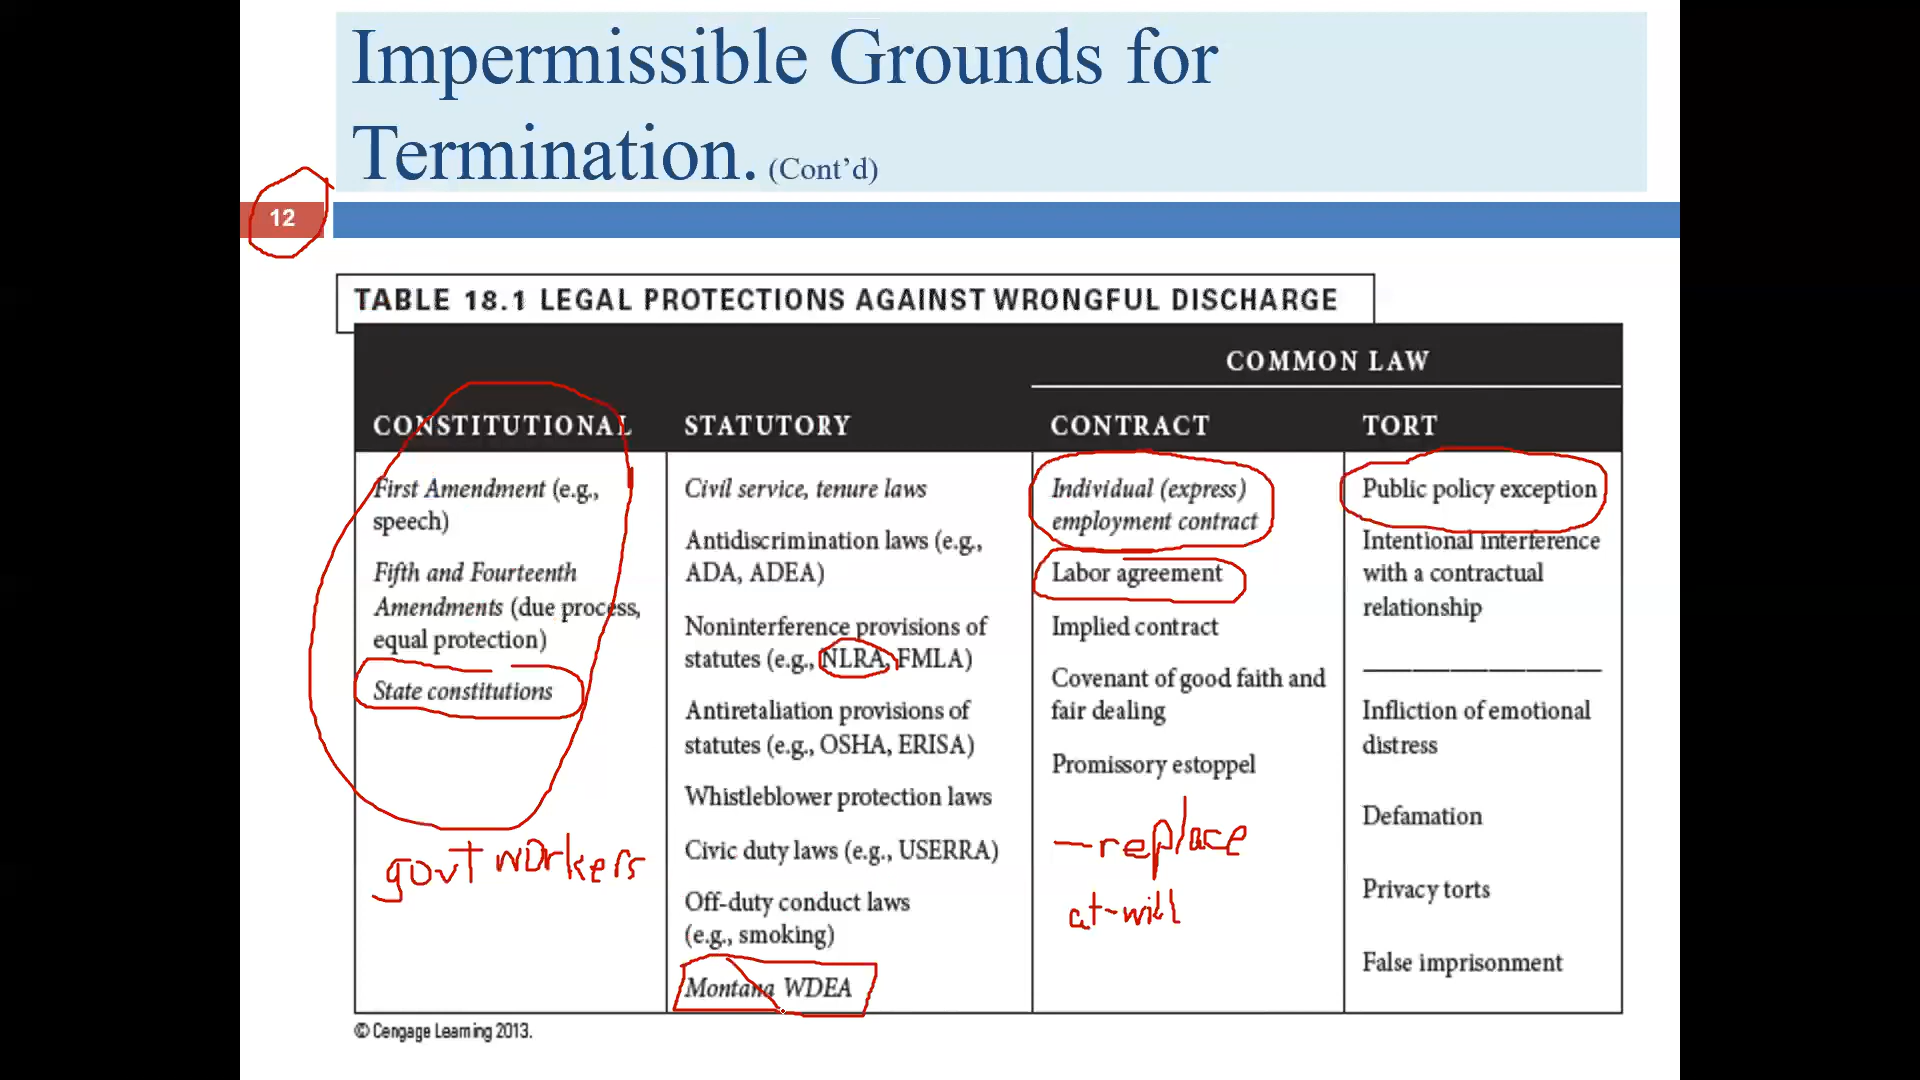 Impermissible Grounds for
Termination. (Cont’d)
12
TABLE 18.1 LEGAL PROTECTIONS AGAINST WRONGFUL DISCHARGE
COMMON LAW
CONSTITUTIONAL
STATUTORY
CONTRACT
TORT
First Amendment (e.g.,
speech)
Fifth and Fourteenth
Amendments (due process,
equal protection)
State constitutions
govt workers
Civil service, tenure laws
Antidiscrimination laws (e.g.,
ADA, ADEA)
Noninterference provisions of
statutes (e.g., NLRA, FMLA)
Antiretaliation provisions of
statutes (e.g., OSHA, ERISA)
Whistleblower protection laws
Civic duty laws (e.g., USERRA)
Off-duty conduct laws
(e.g., smoking)
Montana WDEA
Individual (express)
employment contract
Labor agreement
Implied contract
Covenant of good faith and
fair dealing
Promissory estoppel
—replace
at-will
Public policy exception
Intentional interference
with a contractual
relationship
Infliction of emotional
distress
Defamation
Privacy torts
False imprisonment
© Cengage Learning 2013.